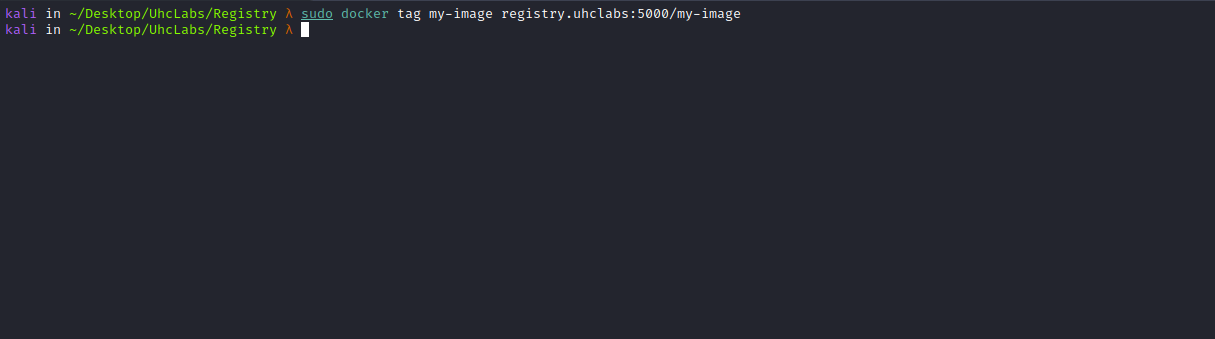 kali in ~/Desktop/UhcLabs/Registry λ sudo docker tag my-image registry.uhclabs:5000/my-image
kali in ~/Desktop/UhcLabs/Registry λ